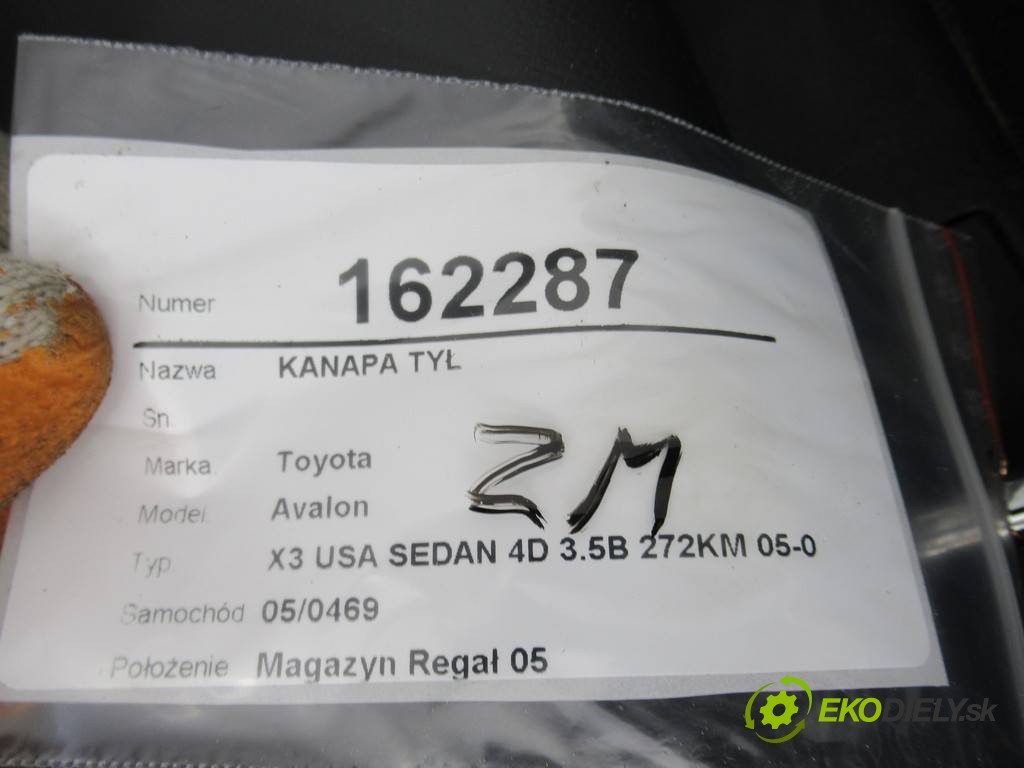 Numer 162287
Nazwa KANAPA TYŁ
Sn.
Marka Toyota
ZM
Model Avalon
Typ. X3 USA SEDAN 4D 3.5B 272KM 05-0
Samochód 05/0469
Położenie Magazyn Regał 05
EKODIELY.sk